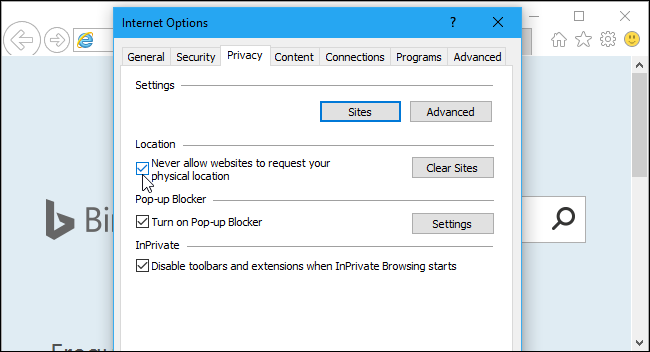 Internet Options
?
General Security Privacy Content Connections Programs Advanced
Settings
Sites Advanced
Location
Never allow websites to request your
physical location
Clear Sites
Pop-up Blocker
Turn on Pop-up Blocker
Settings
InPrivate
Disable toolbars and extensions when InPrivate Browsing starts